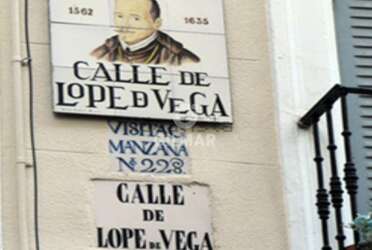 1562 1635
CALLE DE
LOPE D VEGA
VISITA G
MANZANA
Nº 228
CALLE
DE
LOPE DE VEGA